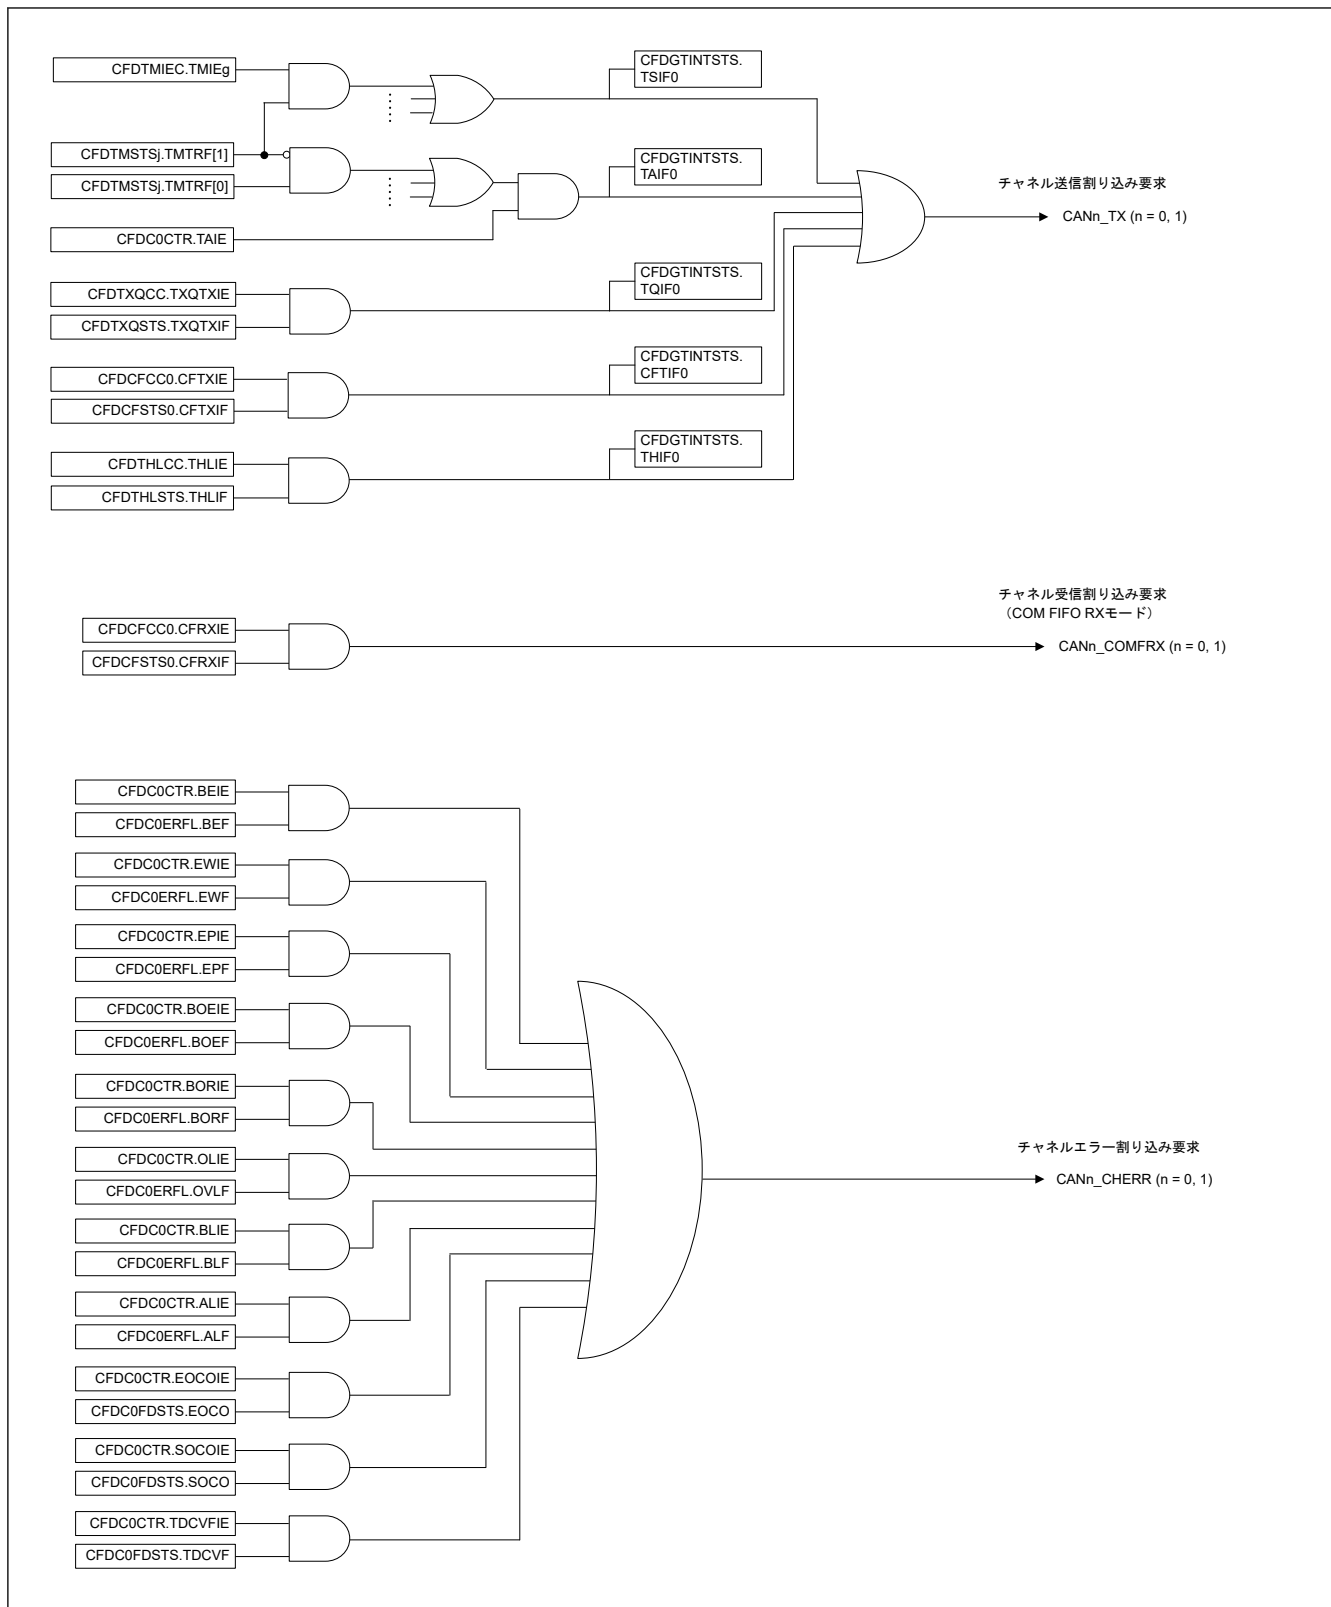 CFDTMIEC.TMIEg
CFDGTINTSTS.
TSIF0
CFDTMSTSj.TMTRF[1]
CFDTMSTSj.TMTRF[0]
CFDGTINTSTS.
TAIF0
チャネル送信割り込み要求
CANn_TX (n = 0, 1)
CFDC0CTR.TAIE
CFDTXQCC.TXQTXIE
CFDTXQSTS.TXQTXIF
CFDGTINTSTS.
TQIF0
CFDCFCC0.CFTXIE
CFDCFSTS0.CFTXIF
CFDGTINTSTS.
CFTIF0
CFDTHLCC.THLIE
CFDTHLSTS.THLIF
CFDGTINTSTS.
THIF0
チャネル受信割り込み要求
（COM FIFO RXモード）
CFDCFCC0.CFRXIE
CFDCFSTS0.CFRXIF
CANn_COMFRX (n = 0, 1)
CFDC0CTR.BEIE
CFDC0ERFL.BEF
CFDC0CTR.EWIE
CFDC0ERFL.EWF
CFDC0CTR.EPIE
CFDC0ERFL.EPF
CFDC0CTR.BOEIE
CFDC0ERFL.BOEF
CFDC0CTR.BORIE
CFDC0ERFL.BORF
CFDC0CTR.OLIE
CFDC0ERFL.OVLF
チャネルエラー割り込み要求
CANn_CHERR (n = 0, 1)
CFDC0CTR.BLIE
CFDC0ERFL.BLF
CFDC0CTR.ALIE
CFDC0ERFL.ALF
CFDC0CTR.EOCOIE
CFDC0FDSTS.EOCO
CFDC0CTR.SOCOIE
CFDC0FDSTS.SOCO
CFDC0CTR.TDCVFIE
CFDC0FDSTS.TDCVF